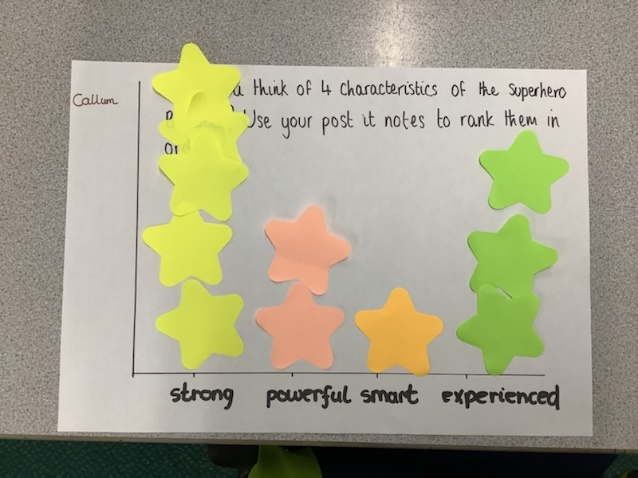 Callum
think of 4 characteristics of the superhero
Use your post it notes to rank them in
strong powerful smart experienced